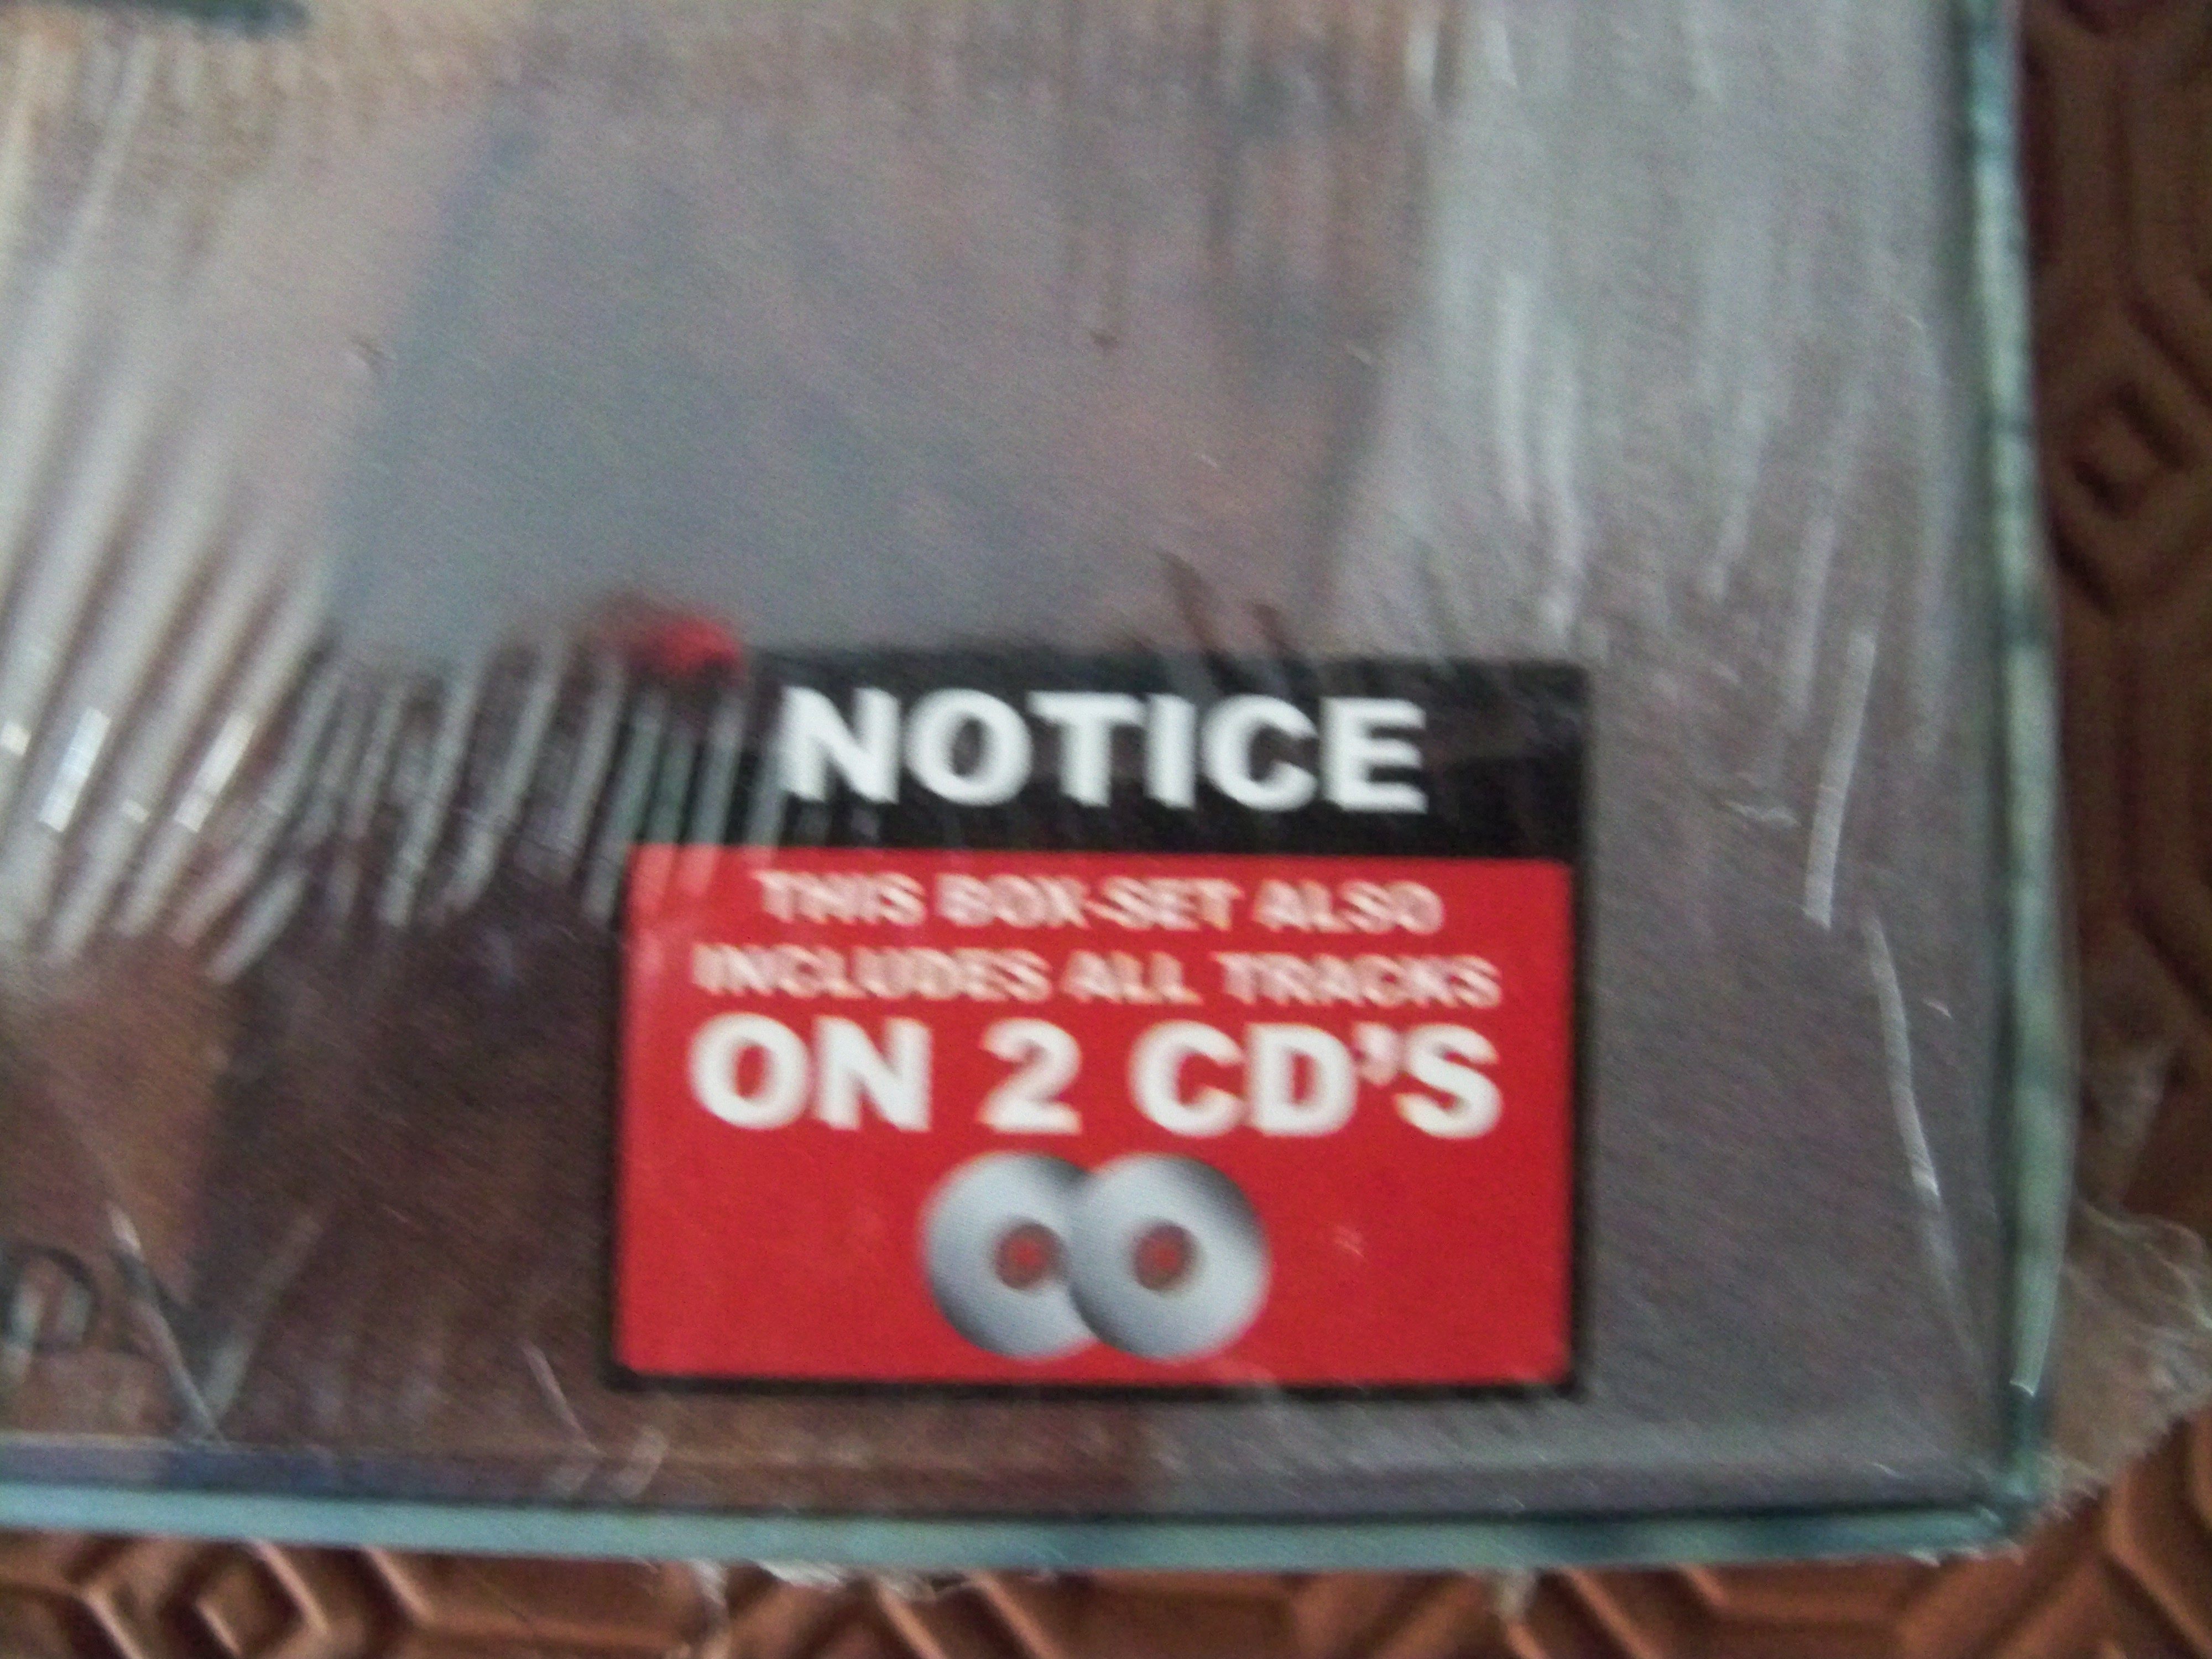 NOTICE
THIS BOX-SET ALSO
INCLUDES ALL TRACKS
ON 2 CD'S